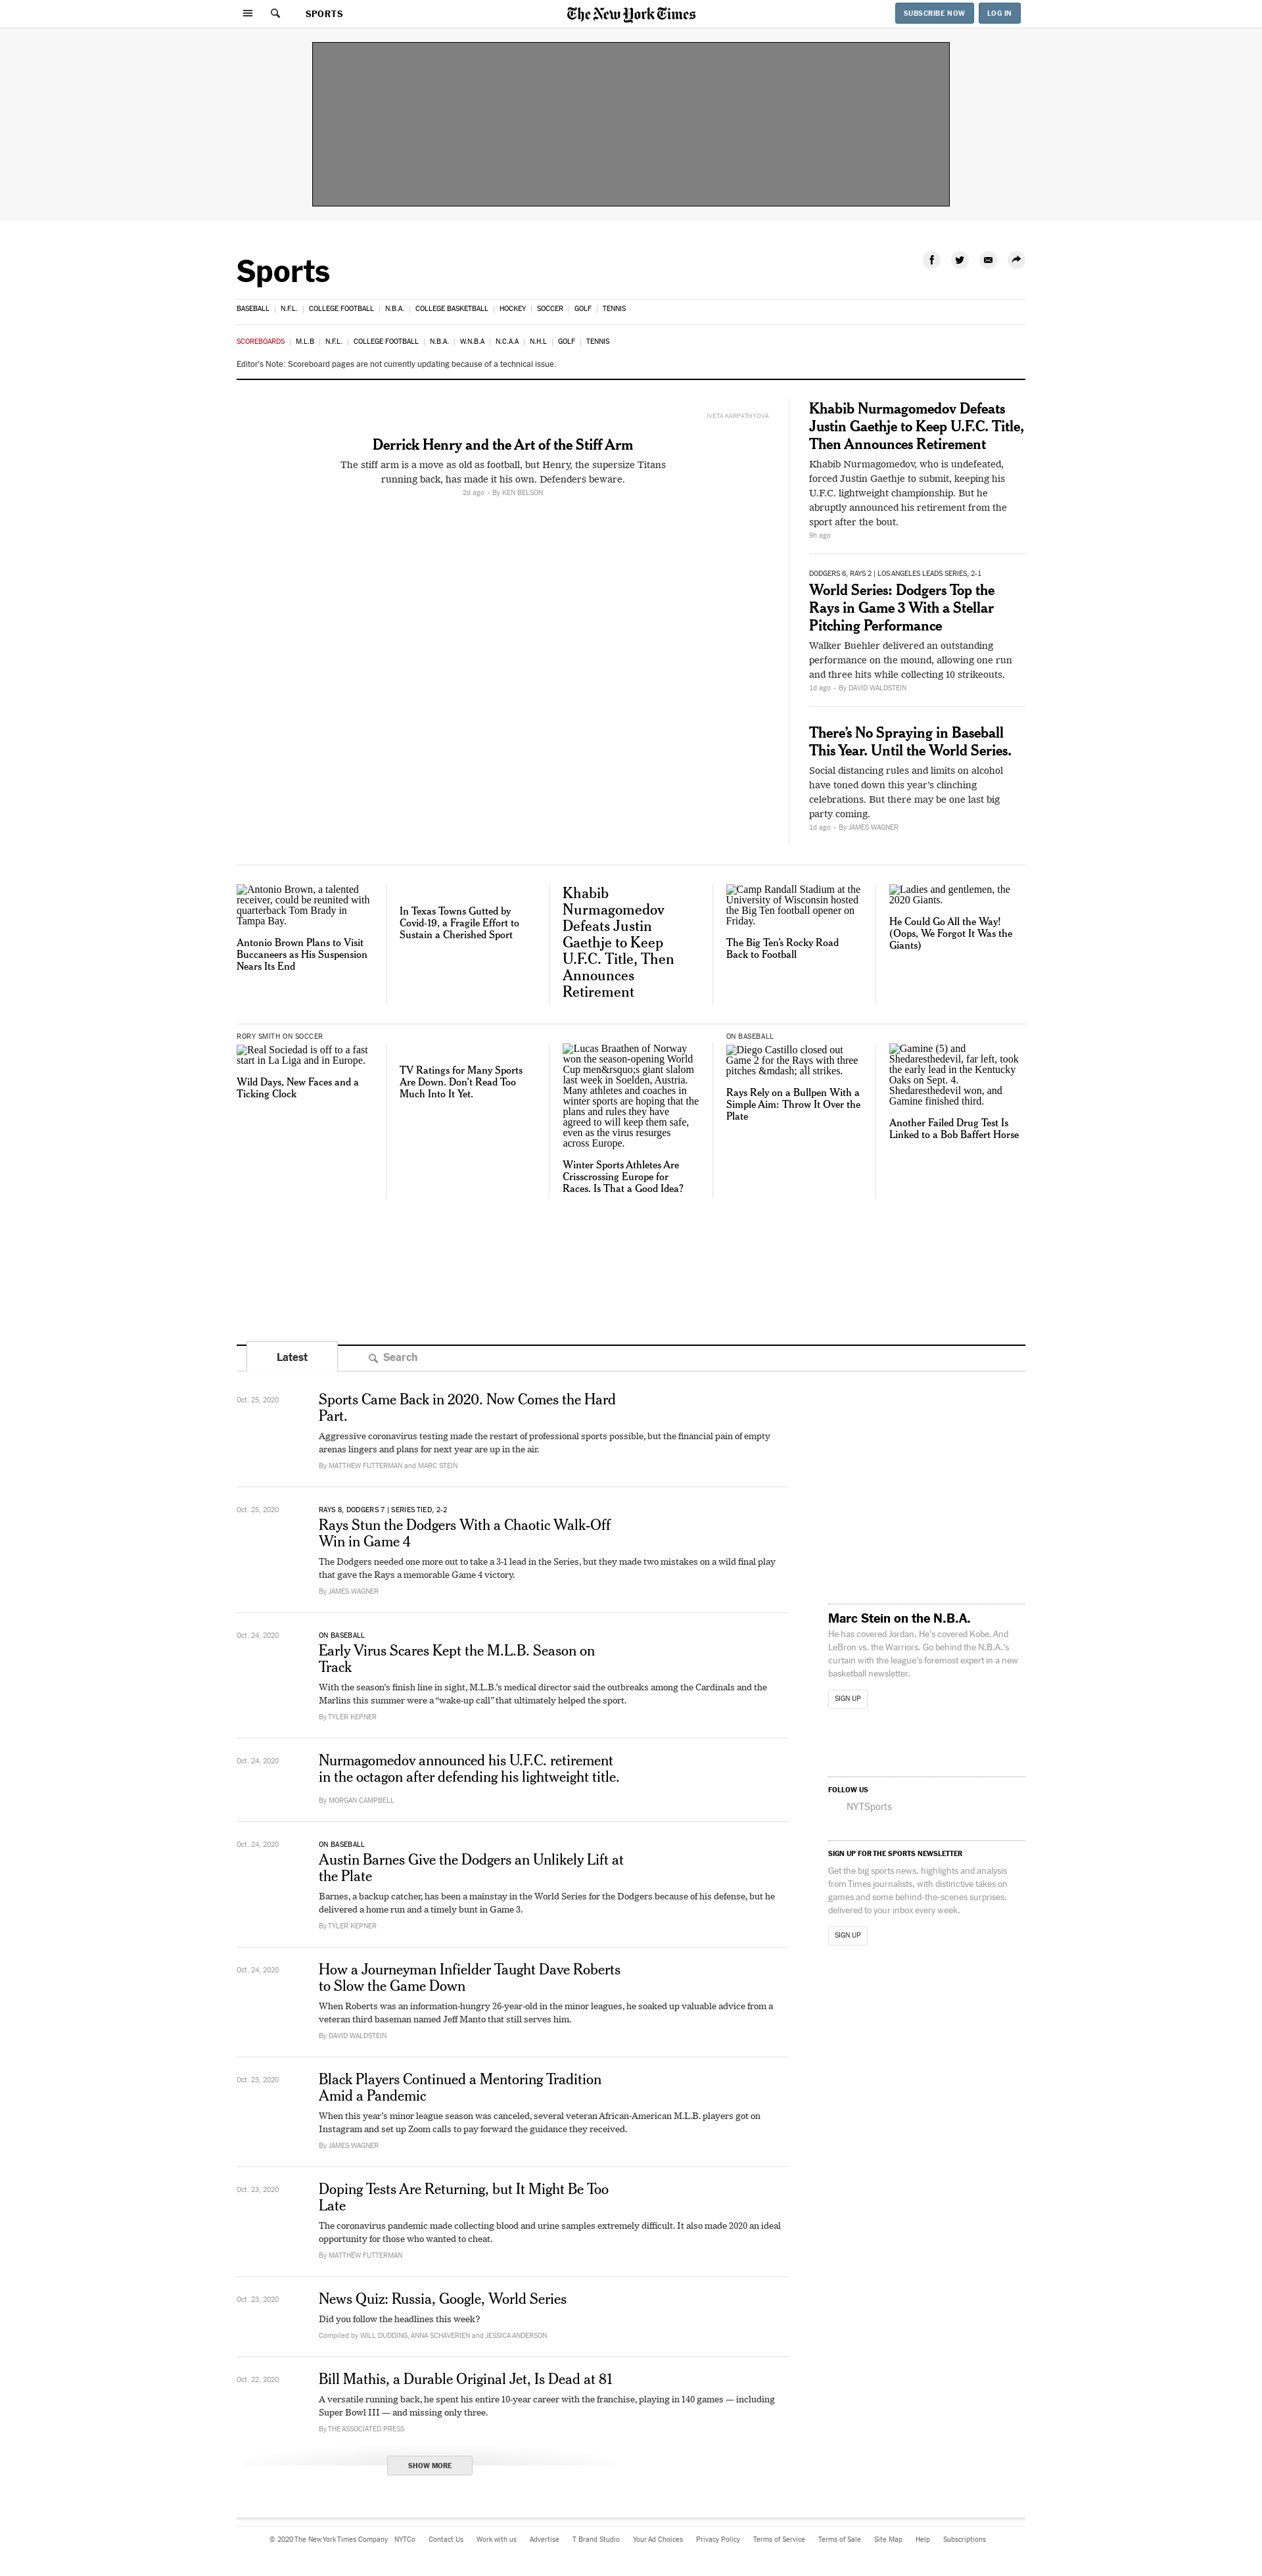 SPORTS
The New York Times
SUBSCRIBE NOW
LOG IN
Sports
BASEBALL | N.F.L. | COLLEGE FOOTBALL | N.B.A. | COLLEGE BASKETBALL | HOCKEY | SOCCER | GOLF | TENNIS
SCOREBOARDS | M.L.B | N.F.L. | COLLEGE FOOTBALL | N.B.A. | W.N.B.A | N.C.A.A | N.H.L | GOLF | TENNIS
Editor's Note: Scoreboard pages are not currently updating because of a technical issue.
IVETA KARPATHYOVA
Derrick Henry and the Art of the Stiff Arm
The stiff arm is a move as old as football, but Henry, the supersize Titans
running back, has made it his own. Defenders beware.
2d ago • By KEN BELSON
Khabib Nurmagomedov Defeats
Justin Gaethje to Keep U.F.C. Title,
Then Announces Retirement
Khabib Nurmagomedov, who is undefeated,
forced Justin Gaethje to submit, keeping his
U.F.C. lightweight championship. But he
abruptly announced his retirement from the
sport after the bout.
9h ago
DODGERS 6, RAYS 2 | LOS ANGELES LEADS SERIES, 2-1
World Series: Dodgers Top the
Rays in Game 3 With a Stellar
Pitching Performance
Walker Buehler delivered an outstanding
performance on the mound, allowing one run
and three hits while collecting 10 strikeouts.
1d ago • By DAVID WALDSTEIN
There’s No Spraying in Baseball
This Year. Until the World Series.
Social distancing rules and limits on alcohol
have toned down this year’s clinching
celebrations. But there may be one last big
party coming.
1d ago • By JAMES WAGNER
Antonio Brown, a talented
receiver, could be reunited with
quarterback Tom Brady in
Tampa Bay.
Antonio Brown Plans to Visit
Buccaneers as His Suspension
Nears Its End
In Texas Towns Gutted by
Covid-19, a Fragile Effort to
Sustain a Cherished Sport
Khabib
Nurmagomedov
Defeats Justin
Gaethje to Keep
U.F.C. Title, Then
Announces
Retirement
Camp Randall Stadium at the
University of Wisconsin hosted
the Big Ten football opener on
Friday.
The Big Ten’s Rocky Road
Back to Football
Ladies and gentlemen, the
2020 Giants.
He Could Go All the Way!
(Oops, We Forgot It Was the
Giants)
RORY SMITH ON SOCCER
Real Sociedad is off to a fast
start in La Liga and in Europe.
Wild Days, New Faces and a
Ticking Clock
TV Ratings for Many Sports
Are Down. Don’t Read Too
Much Into It Yet.
Lucas Braathen of Norway
won the season-opening World
Cup men&rsquo;s giant slalom
last week in Soelden, Austria.
Many athletes and coaches in
winter sports are hoping that the
plans and rules they have
agreed to will keep them safe,
even as the virus resurges
across Europe.
Winter Sports Athletes Are
Crisscrossing Europe for
Races. Is That a Good Idea?
ON BASEBALL
Diego Castillo closed out
Game 2 for the Rays with three
pitches &mdash; all strikes.
Rays Rely on a Bullpen With a
Simple Aim: Throw It Over the
Plate
Gamine (5) and
Shedaresthedevil, far left, took
the early lead in the Kentucky
Oaks on Sept. 4.
Shedaresthedevil won, and
Gamine finished third.
Another Failed Drug Test Is
Linked to a Bob Baffert Horse
Latest
Search
Oct. 25, 2020
Sports Came Back in 2020. Now Comes the Hard
Part.
Aggressive coronavirus testing made the restart of professional sports possible, but the financial pain of empty
arenas lingers and plans for next year are up in the air.
By MATTHEW FUTTERMAN and MARC STEIN
Oct. 25, 2020
RAYS 8, DODGERS 7 | SERIES TIED, 2-2
Rays Stun the Dodgers With a Chaotic Walk-Off
Win in Game 4
The Dodgers needed one more out to take a 3-1 lead in the Series, but they made two mistakes on a wild final play
that gave the Rays a memorable Game 4 victory.
By JAMES WAGNER
Oct. 24, 2020
ON BASEBALL
Early Virus Scares Kept the M.L.B. Season on
Track
With the season’s finish line in sight, M.L.B.’s medical director said the outbreaks among the Cardinals and the
Marlins this summer were a “wake-up call” that ultimately helped the sport.
By TYLER KEPNER
Oct. 24, 2020
Nurmagomedov announced his U.F.C. retirement
in the octagon after defending his lightweight title.
By MORGAN CAMPBELL
Oct. 24, 2020
ON BASEBALL
Austin Barnes Give the Dodgers an Unlikely Lift at
the Plate
Barnes, a backup catcher, has been a mainstay in the World Series for the Dodgers because of his defense, but he
delivered a home run and a timely bunt in Game 3.
By TYLER KEPNER
Oct. 24, 2020
How a Journeyman Infielder Taught Dave Roberts
to Slow the Game Down
When Roberts was an information-hungry 26-year-old in the minor leagues, he soaked up valuable advice from a
veteran third baseman named Jeff Manto that still serves him.
By DAVID WALDSTEIN
Oct. 23, 2020
Black Players Continued a Mentoring Tradition
Amid a Pandemic
When this year’s minor league season was canceled, several veteran African-American M.L.B. players got on
Instagram and set up Zoom calls to pay forward the guidance they received.
By JAMES WAGNER
Oct. 23, 2020
Doping Tests Are Returning, but It Might Be Too
Late
The coronavirus pandemic made collecting blood and urine samples extremely difficult. It also made 2020 an ideal
opportunity for those who wanted to cheat.
By MATTHEW FUTTERMAN
Oct. 23, 2020
News Quiz: Russia, Google, World Series
Did you follow the headlines this week?
Compiled by WILL DUDDING, ANNA SCHAVERIEN and JESSICA ANDERSON
Oct. 22, 2020
Bill Mathis, a Durable Original Jet, Is Dead at 81
A versatile running back, he spent his entire 10-year career with the franchise, playing in 140 games — including
Super Bowl III — and missing only three.
By THE ASSOCIATED PRESS
SHOW MORE
Marc Stein on the N.B.A.
He has covered Jordan. He’s covered Kobe. And
LeBron vs. the Warriors. Go behind the N.B.A.’s
curtain with the league’s foremost expert in a new
basketball newsletter.
SIGN UP
FOLLOW US
NYTSports
SIGN UP FOR THE SPORTS NEWSLETTER
Get the big sports news, highlights and analysis
from Times journalists, with distinctive takes on
games and some behind-the-scenes surprises,
delivered to your inbox every week.
SIGN UP
© 2020 The New York Times Company NYTCo Contact Us Work with us Advertise T Brand Studio Your Ad Choices Privacy Policy Terms of Service Terms of Sale Site Map Help Subscriptions